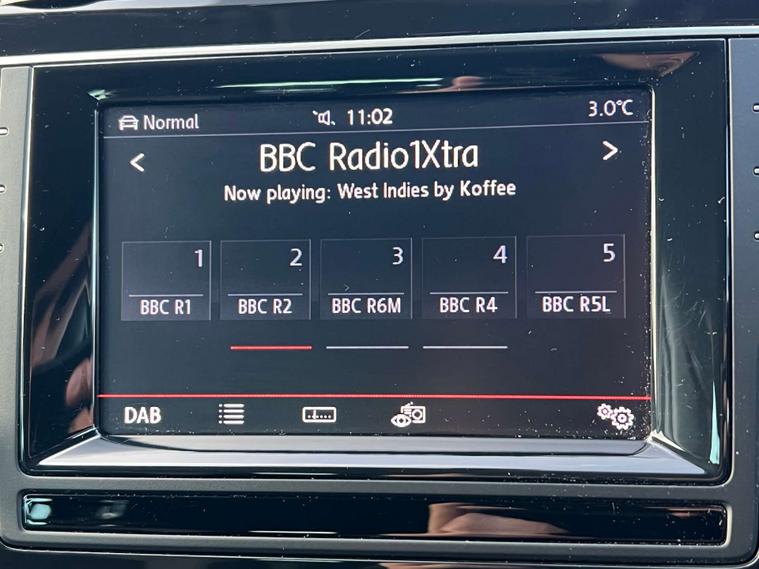 Normal 11:02 3.0°C
< BBC Radio1Xtra >
Now playing: West Indies by Koffee
1 2 3 4 5
BBC R1 BBC R2 BBC R6M BBC R4 BBC R5L
DAB